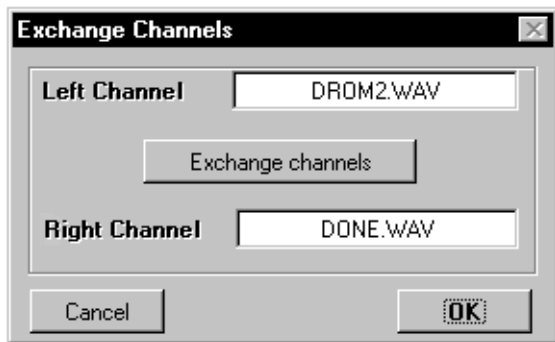 Exchange Channels
Left Channel DROM2.WAV
Exchange channels
Right Channel DONE.WAV
Cancel OK